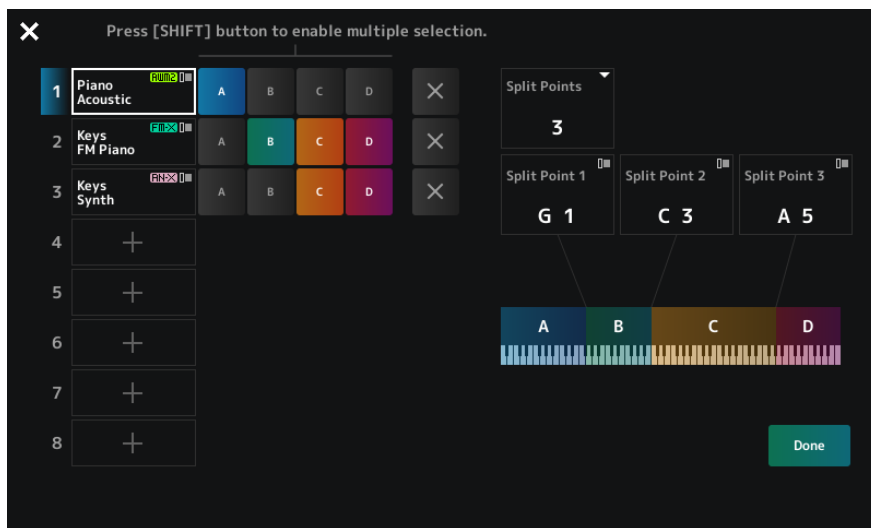 Press [SHIFT] button to enable multiple selection.
1 Piano Acoustic AWM2 A B C D
2 Keys FM Piano FM-X A B C D
3 Keys Synth AN-X A B C D
4
5
6
7
8
Split Points
3
Split Point 1 Split Point 2 Split Point 3
G 1 C 3 A 5
A B C D
Done